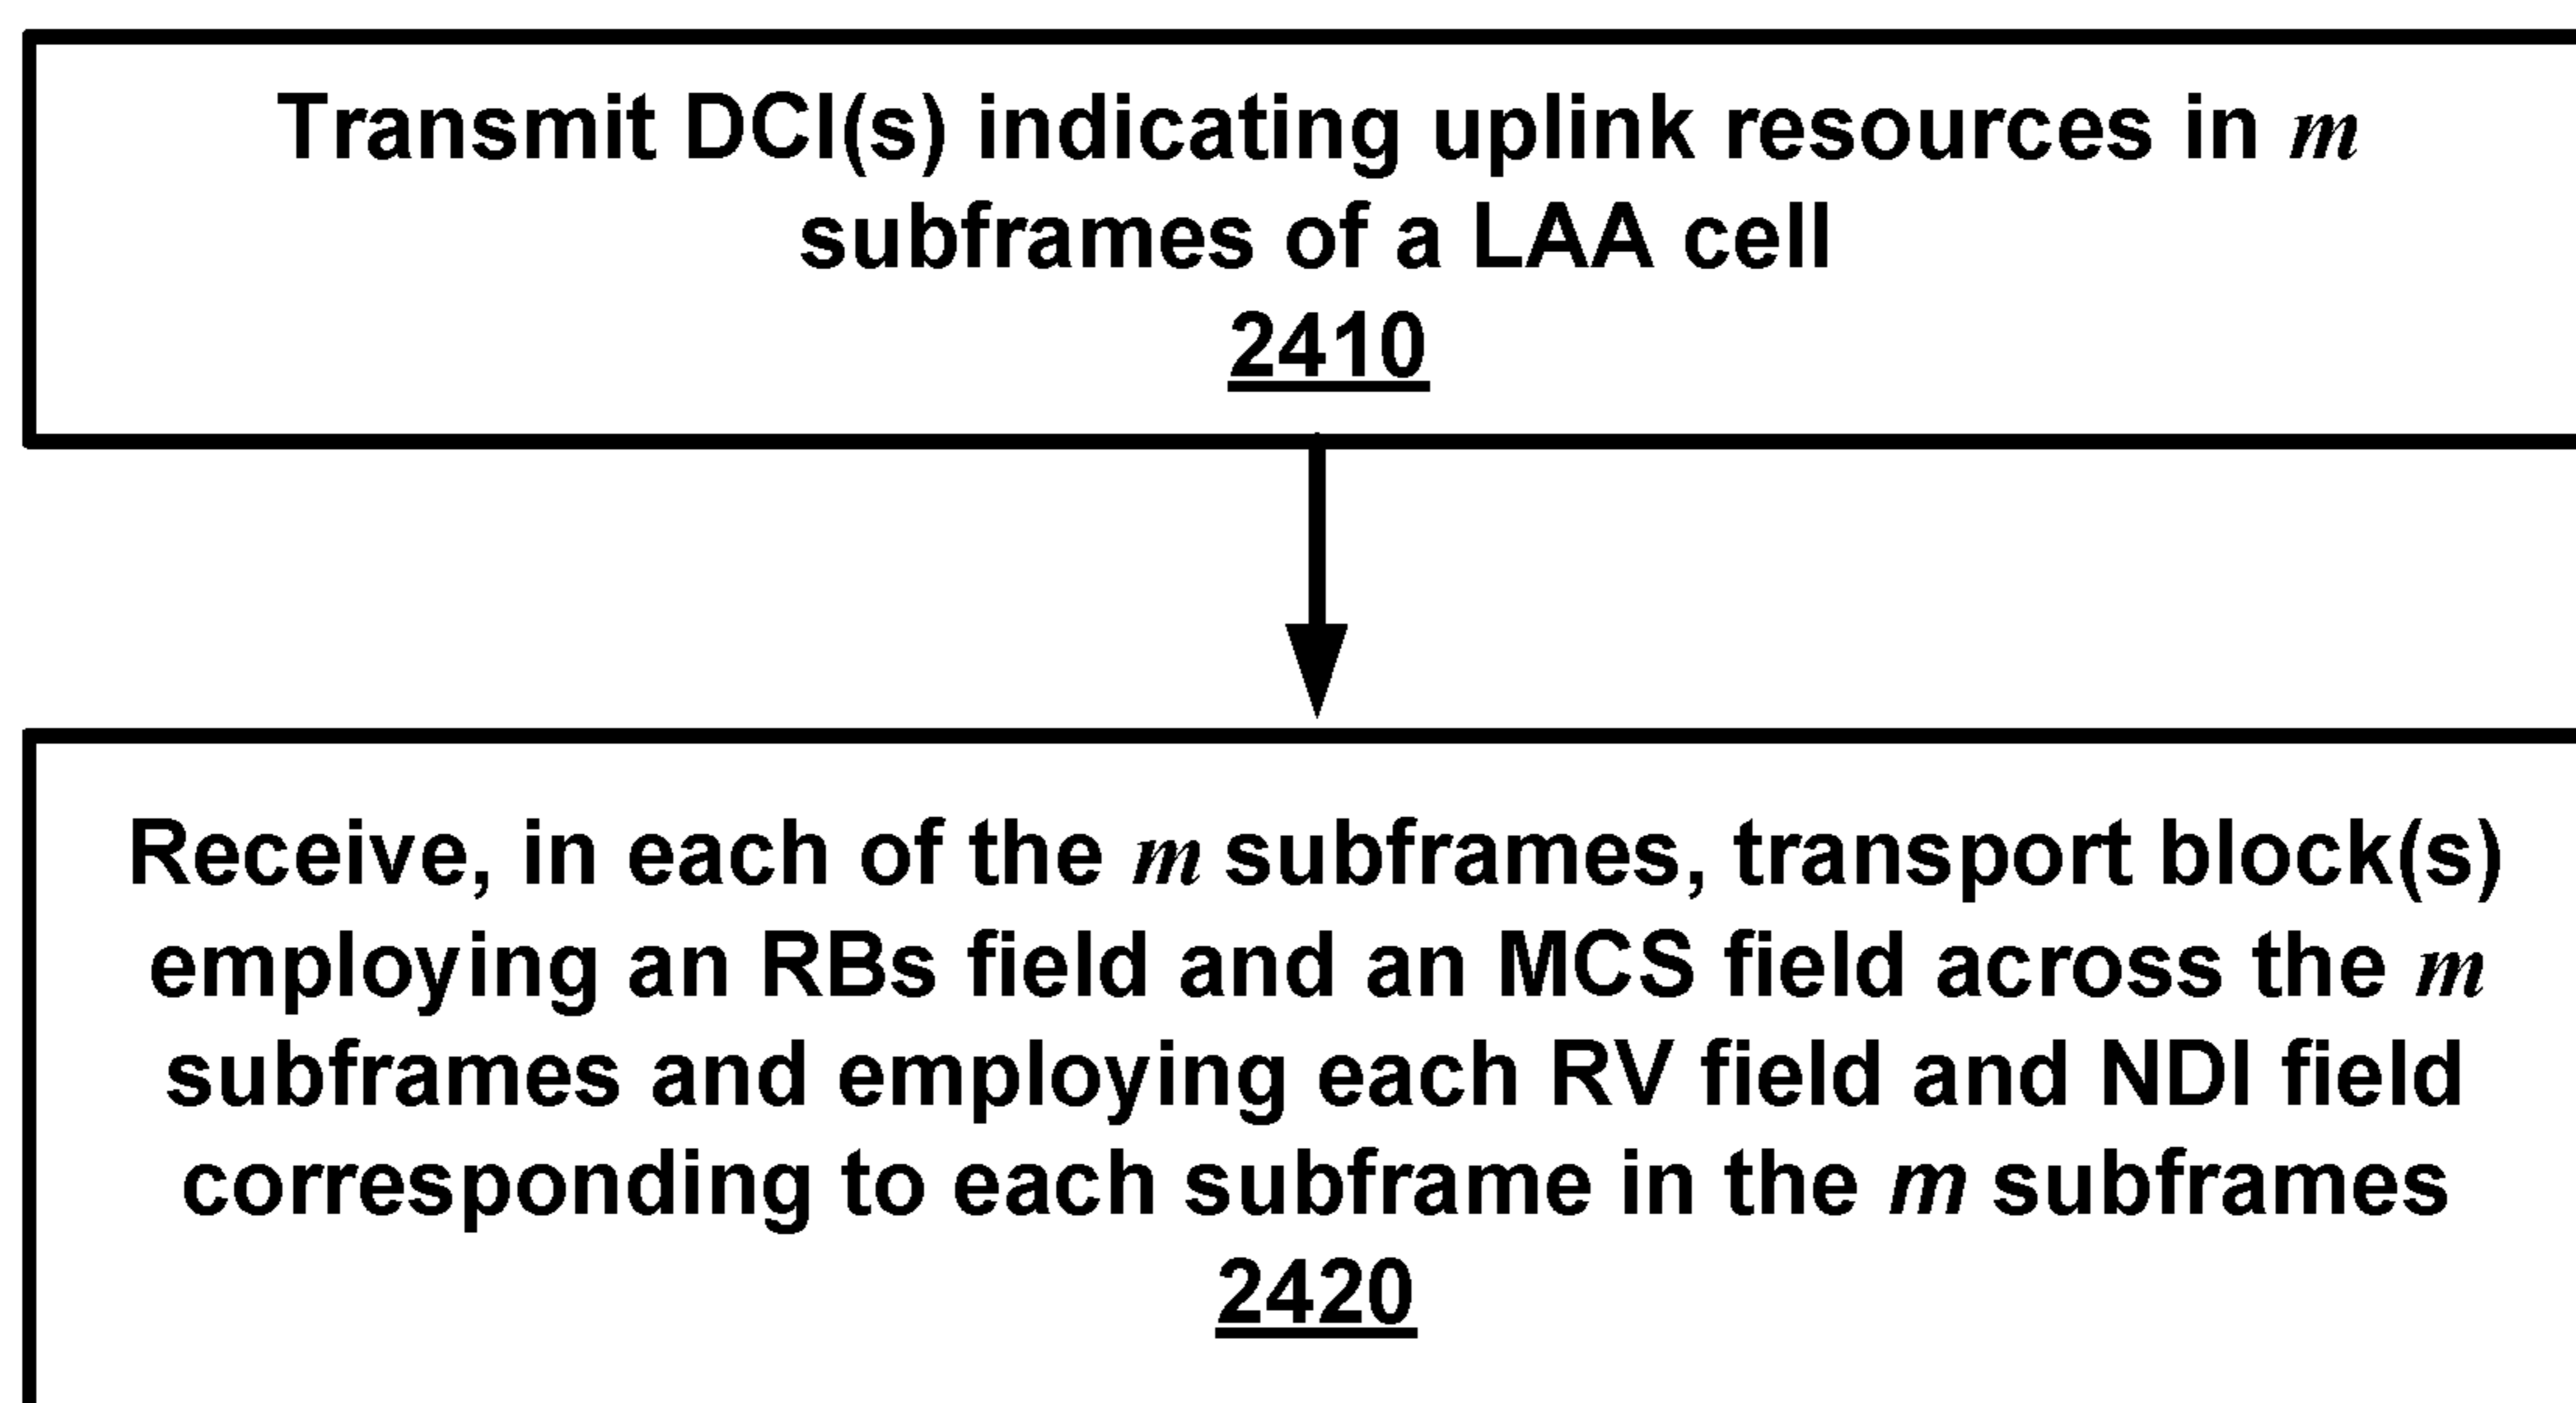 Transmit DCI(s) indicating uplink resources in m
subframes of a LAA cell
2410
Receive, in each of the m subframes, transport block(s)
employing an RBs field and an MCS field across the m
subframes and employing each RV field and NDI field
corresponding to each subframe in the m subframes
2420